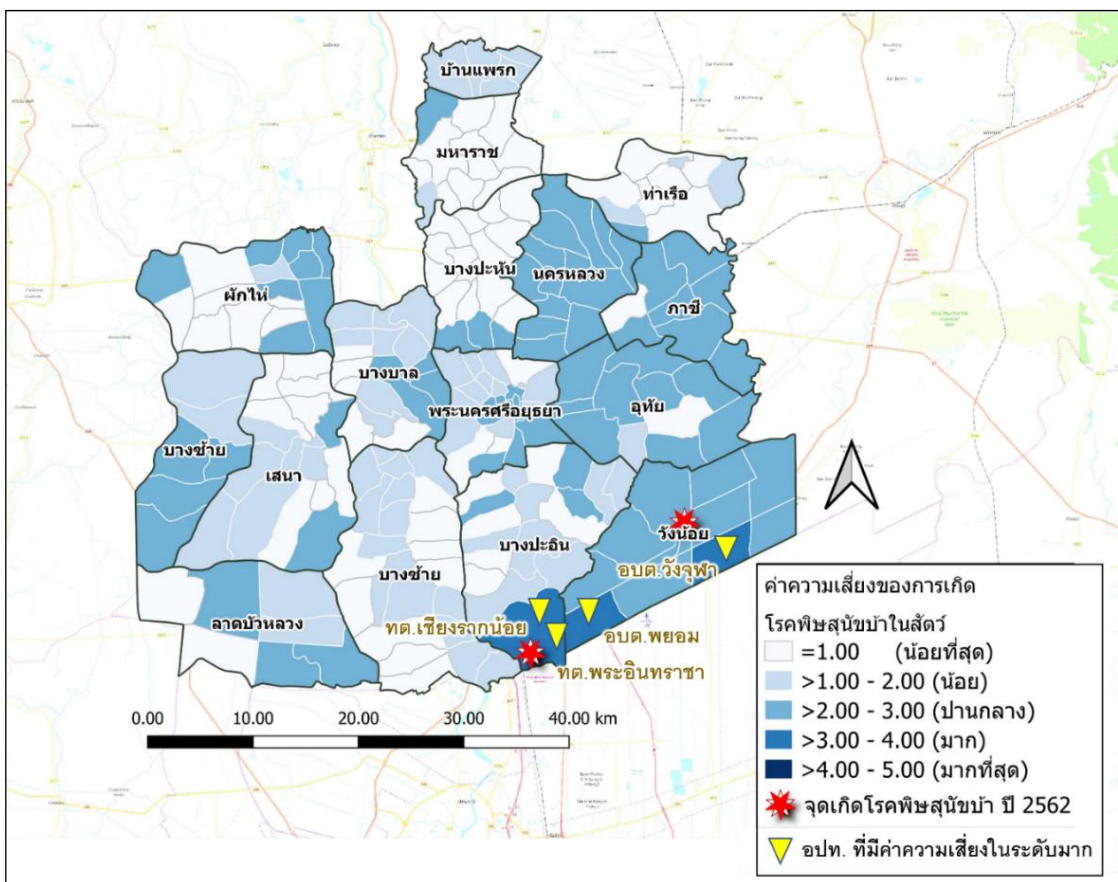 บ้านแพรก
มหาราช
ท่าเรือ
บางปะหัน
นครหลวง
ผักไห่
ภาชี
บางบาล
พระนครศรีอยุธยา
อุทัย
บางซ้าย
เสนา
วังน้อย
บางปะอิน
อบต.วังจุฬา
บางซ้าย
ลาดบัวหลวง
ทต.เชียงรากน้อย
อบต.พยอม
ทต.พระอินทราชา
0.00 10.00 20.00 30.00 40.00 km
ค่าความเสี่ยงของการเกิด
โรคพิษสุนัขบ้าในสัตว์
=1.00 (น้อยที่สุด)
>1.00 - 2.00 (น้อย)
>2.00 - 3.00 (ปานกลาง)
>3.00 - 4.00 (มาก)
>4.00 - 5.00 (มากที่สุด)
จุดเกิดโรคพิษสุนัขบ้า ปี 2562
อปท. ที่มีค่าความเสี่ยงในระดับมาก